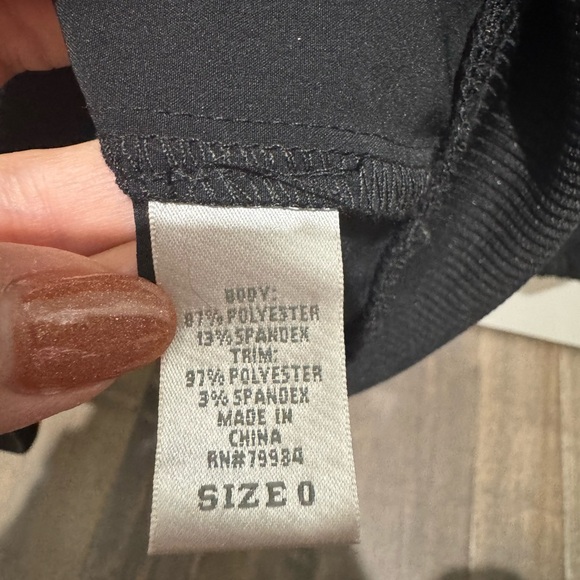 BODY:
87% POLYESTER
13% SPANDEX
TRIM:
97% POLYESTER
3% SPANDEX
MADE IN
CHINA
RN#79984
SIZE 0